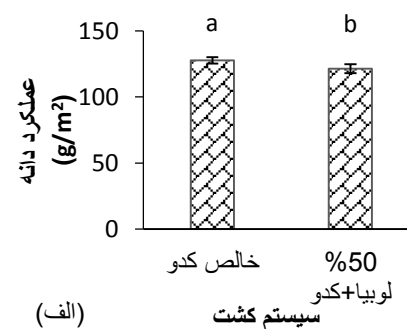 عملکرد دانه
(g/m²)
150
100
50
0
a
b
خالص کدو
%50
لوبیا+کدو
سیستم کشت
(الف)